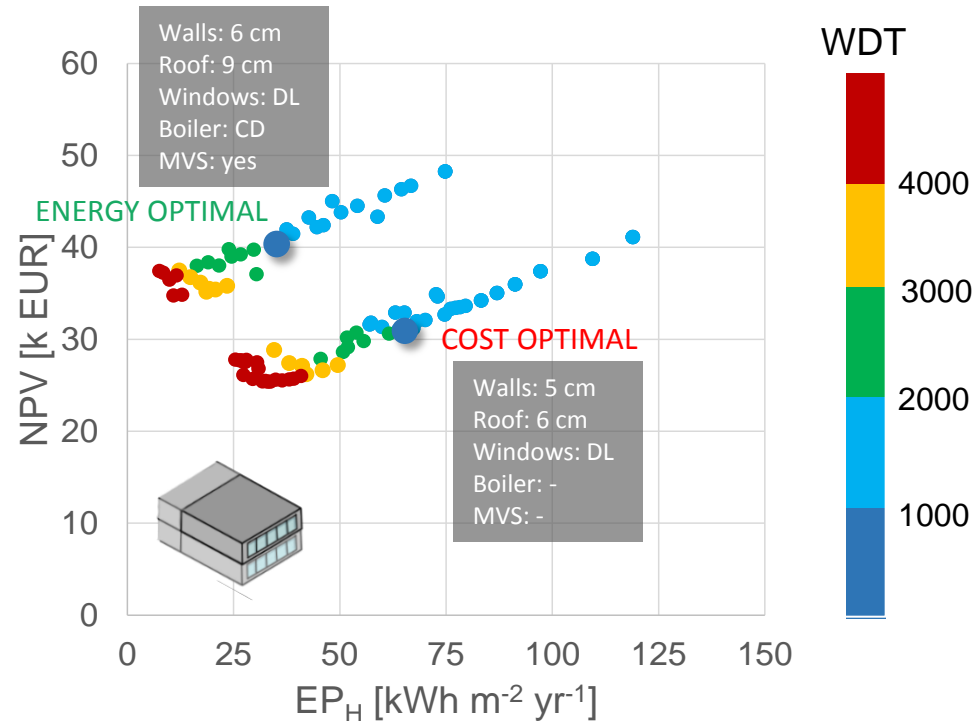 Walls: 6 cm
Roof: 9 cm
Windows: DL
Boiler: CD
MVS: yes
ENERGY OPTIMAL
COST OPTIMAL
Walls: 5 cm
Roof: 6 cm
Windows: DL
Boiler: -
MVS: -
NPV [k EUR]
60
50
40
30
20
10
0
0 25 50 75 100 125 150
EP_H [kWh m⁻² yr⁻¹]
WDT
4000
3000
2000
1000